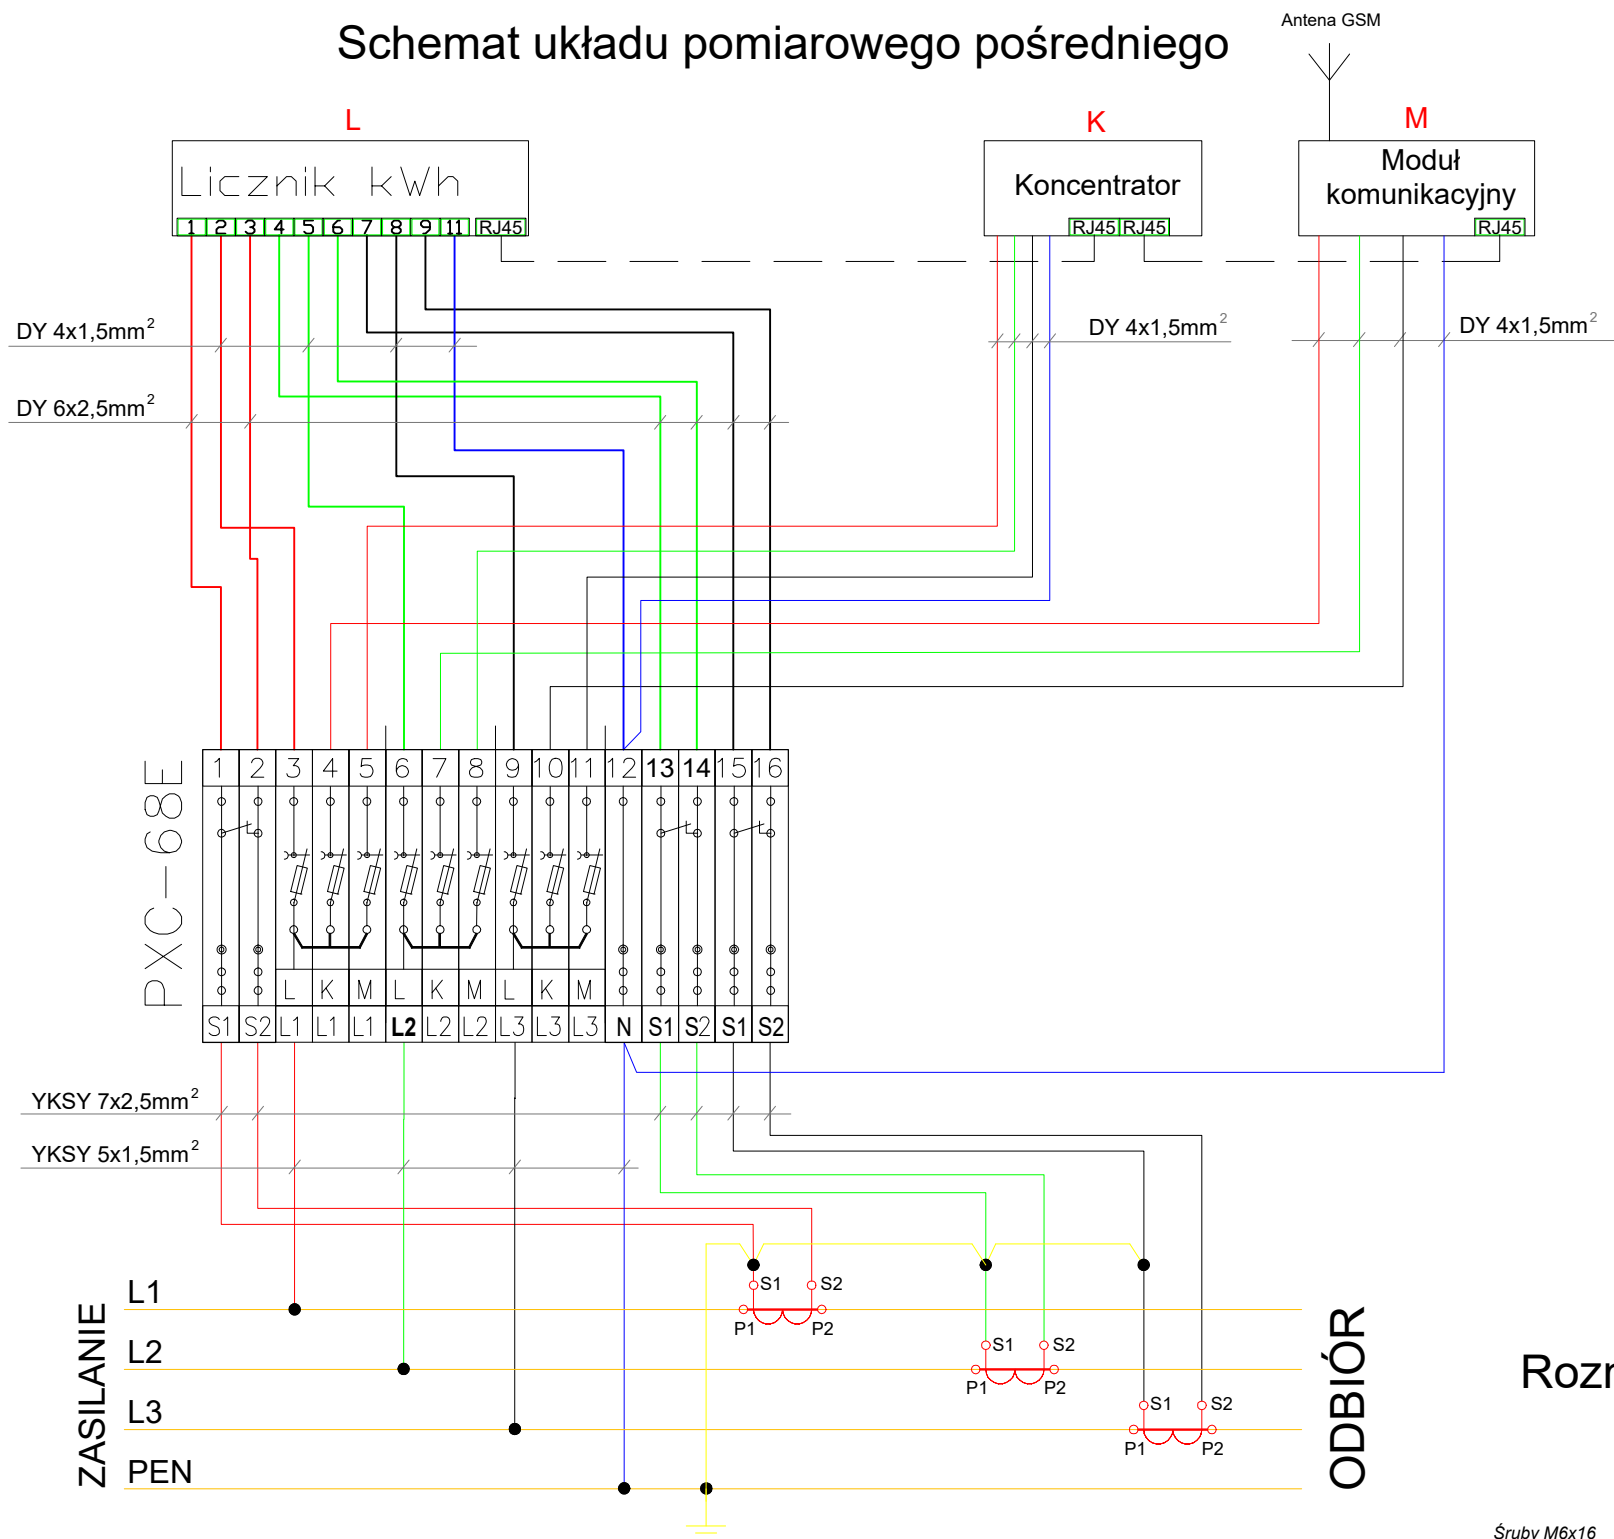 Schemat układu pomiarowego pośredniego
Antena GSM
L
K
M
Licznik kWh
1 2 3 4 5 6 7 8 9 11 RJ45
Koncentrator
RJ45 RJ45
Moduł
komunikacyjny
RJ45
DY 4x1,5mm²
DY 4x1,5mm²
DY 4x1,5mm²
DY 6x2,5mm²
PXC-68E
1 2 3 4 5 6 7 8 9 10 11 12 13 14 15 16
L K M L K M L K M
S1 S2 L1 L1 L1 L2 L2 L2 L3 L3 L3 N S1 S2 S1 S2
YKSY 7x2,5mm²
YKSY 5x1,5mm²
ZASILANIE
L1
S1 S2
P1 P2
L2
S1 S2
P1 P2
L3
S1 S2
P1 P2
PEN
ODBIÓR
Rozr
Śruby M6x16